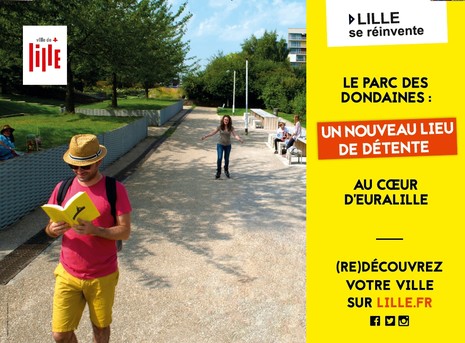 ville de
lille
LILLE
se réinvente
LE PARC DES
DONDAINES :
UN NOUVEAU LIEU
DE DÉTENTE
AU CŒUR
D'EURALILLE
(RE)DÉCOUVREZ
VOTRE VILLE
SUR LILLE.FR